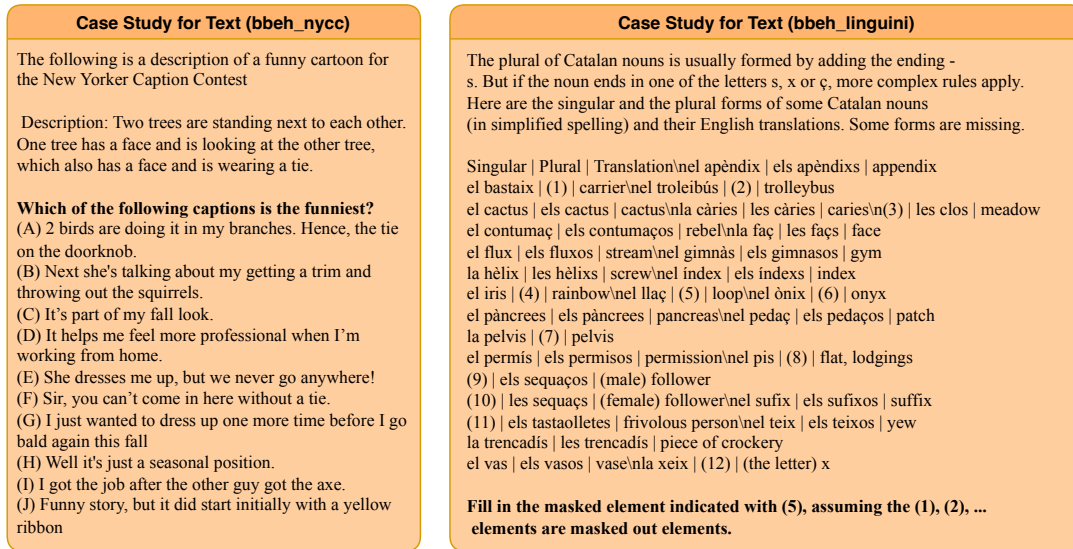 Case Study for Text (bbeh_nycc)
The following is a description of a funny cartoon for
the New Yorker Caption Contest
Description: Two trees are standing next to each other.
One tree has a face and is looking at the other tree,
which also has a face and is wearing a tie.
Which of the following captions is the funniest?
(A) 2 birds are doing it in my branches. Hence, the tie
on the doorknob.
(B) Next she's talking about my getting a trim and
throwing out the squirrels.
(C) It’s part of my fall look.
(D) It helps me feel more professional when I’m
working from home.
(E) She dresses me up, but we never go anywhere!
(F) Sir, you can’t come in here without a tie.
(G) I just wanted to dress up one more time before I go
bald again this fall
(H) Well it's just a seasonal position.
(I) I got the job after the other guy got the axe.
(J) Funny story, but it did start initially with a yellow
ribbon
Case Study for Text (bbeh_linguini)
The plural of Catalan nouns is usually formed by adding the ending -
s. But if the noun ends in one of the letters s, x or ç, more complex rules apply.
Here are the singular and the plural forms of some Catalan nouns
(in simplified spelling) and their English translations. Some forms are missing.
Singular | Plural | Translation\nel apèndix | els apèndixs | appendix
el bastaix | (1) | carrier\nel troleibús | (2) | trolleybus
el cactus | els cactus | cactus\nla càries | les càries | caries\n(3) | les clos | meadow
el contumaç | els contumaços | rebel\nla faç | les façs | face
el flux | els fluxos | stream\nel gimnàs | els gimnasos | gym
la hèlix | les hèlixs | screw\nel índex | els índexs | index
el iris | (4) | rainbow\nel llaç | (5) | loop\nel ònix | (6) | onyx
el pàncrees | els pàncrees | pancreas\nel pedaç | els pedaços | patch
la pelvis | (7) | pelvis
el permís | els permisos | permission\nel pis | (8) | flat, lodgings
(9) | els sequaços | (male) follower
(10) | les sequaçs | (female) follower\nel sufix | els sufixos | suffix
(11) | els tastaolletes | frivolous person\nel teix | els teixos | yew
la trencadís | les trencadís | piece of crockery
el vas | els vasos | vase\nla xeix | (12) | (the letter) x
Fill in the masked element indicated with (5), assuming the (1), (2), ...
elements are masked out elements.